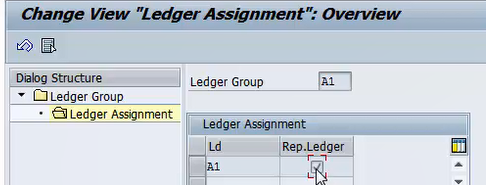 Change View "Ledger Assignment": Overview
Dialog Structure
Ledger Group
Ledger Assignment
Ledger Group A1
Ledger Assignment
Ld Rep.Ledger
A1